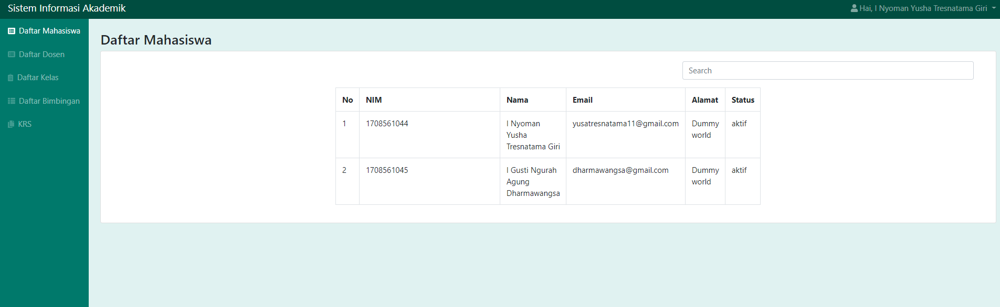 Sistem Informasi Akademik
Hai, I Nyoman Yusha Tresnatama Giri
Daftar Mahasiswa
Daftar Dosen
Daftar Kelas
Daftar Bimbingan
KRS
Daftar Mahasiswa
Search
No NIM Nama Email Alamat Status
1 1708561044 I Nyoman yusatresnatama11@gmail.com Dummy aktif
Yusha world
Tresnatama Giri
2 1708561045 I Gusti Ngurah dharmawangsa@gmail.com Dummy aktif
Agung world
Dharmawangsa